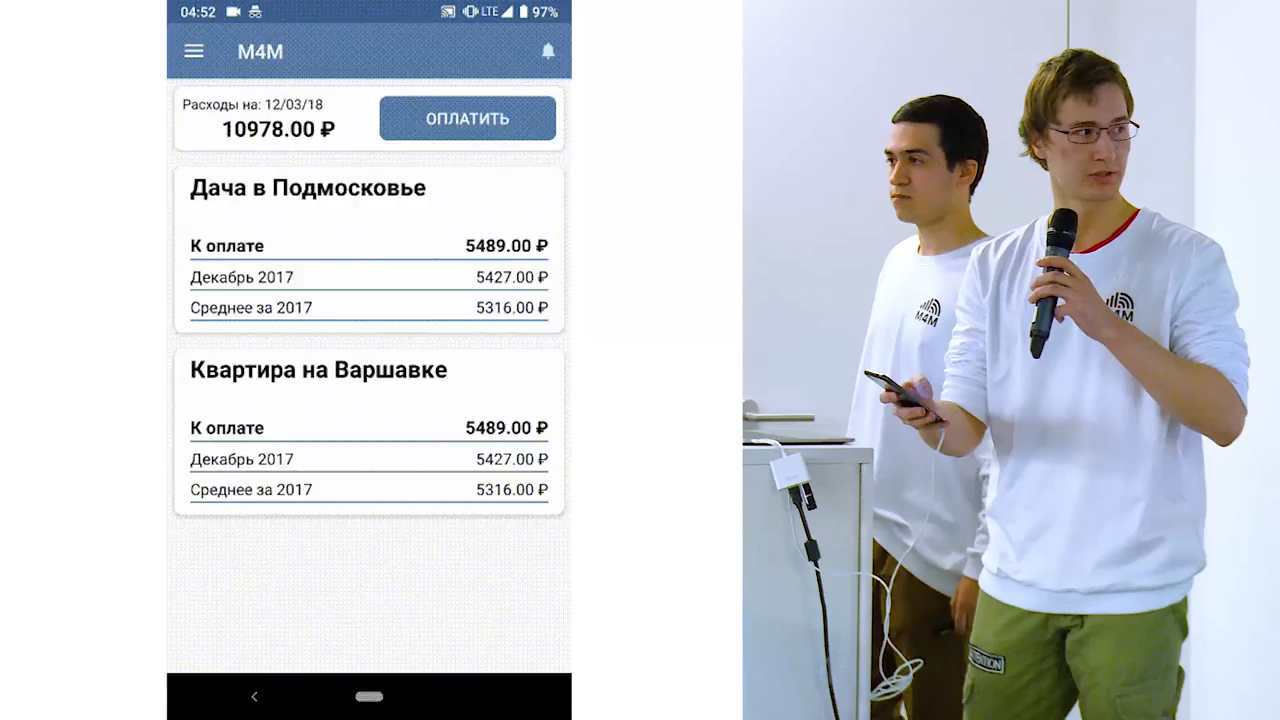 04:52 LTE 97%
M4M
Расходы на: 12/03/18
10978.00 ₽
ОПЛАТИТЬ
Дача в Подмосковье
К оплате 5489.00 ₽
Декабрь 2017 5427.00 ₽
Среднее за 2017 5316.00 ₽
Квартира на Варшавке
К оплате 5489.00 ₽
Декабрь 2017 5427.00 ₽
Среднее за 2017 5316.00 ₽
M4M
M4M